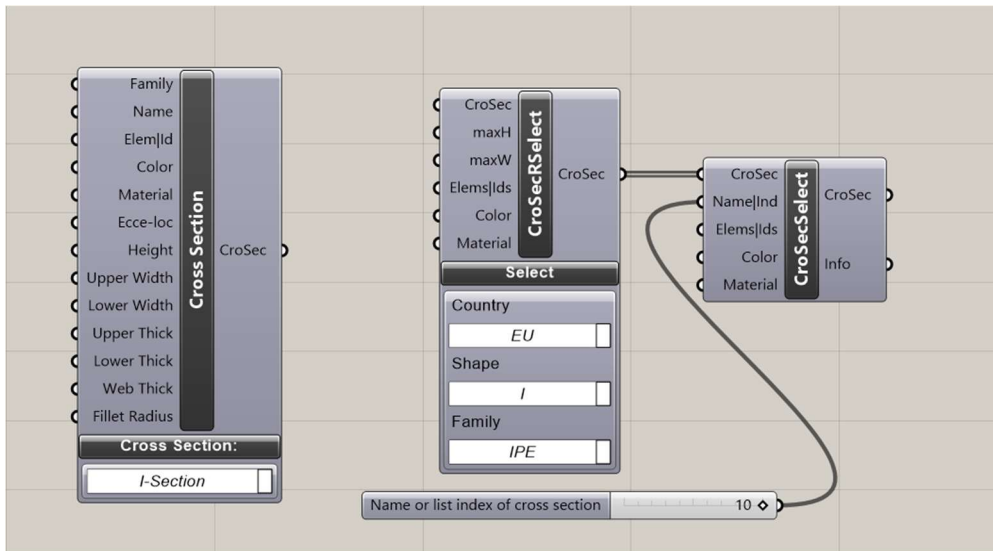 Family
Name
Elem|Id
Color
Material
Ecce-loc
Height
Upper Width
Lower Width
Upper Thick
Lower Thick
Web Thick
Fillet Radius
Cross Section
CroSec
Cross Section:
I-Section
CroSec
maxH
maxW
Elems|Ids
Color
Material
CroSecRSelect
CroSec
Select
Country
EU
Shape
I
Family
IPE
Name or list index of cross section
10
CroSec
Name|Ind
Elems|Ids
Color
Material
CroSecSelect
CroSec
Info